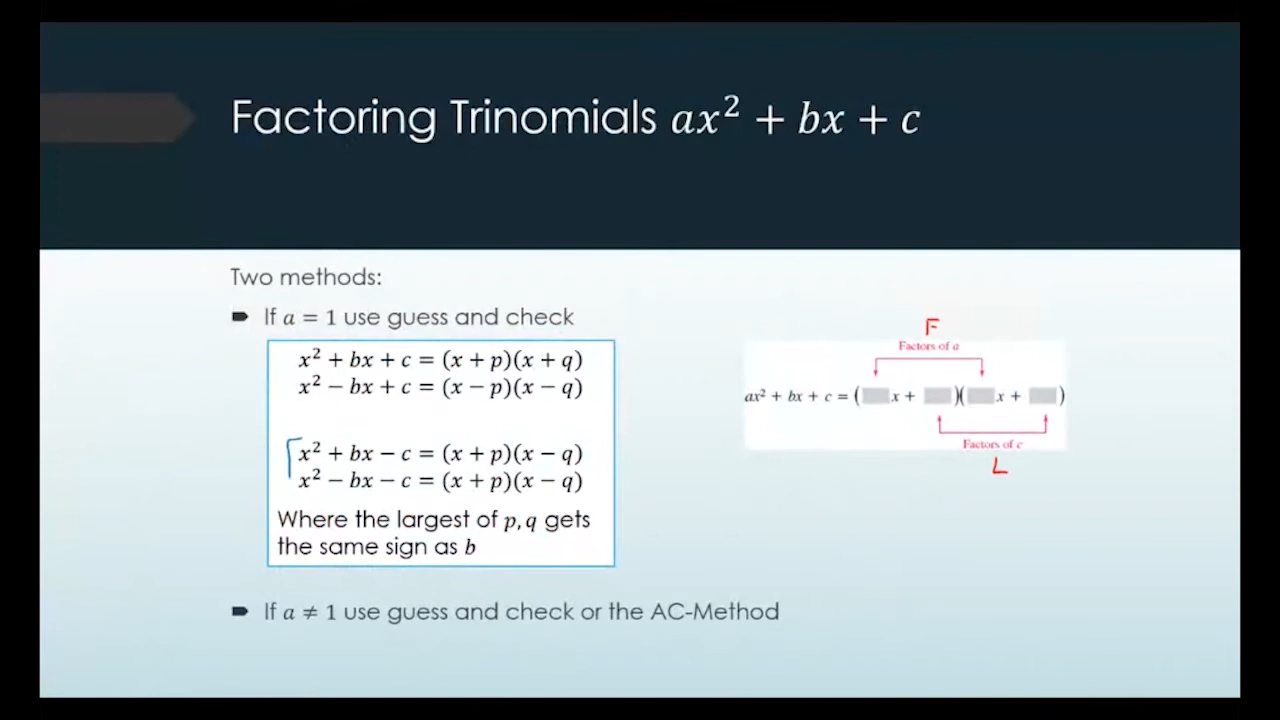 Factoring Trinomials ax² + bx + c
Two methods:
If a = 1 use guess and check
x² + bx + c = (x + p)(x + q)
x² − bx + c = (x − p)(x − q)
x² + bx − c = (x + p)(x − q)
x² − bx − c = (x + p)(x − q)
Where the largest of p, q gets
the same sign as b
If a ≠ 1 use guess and check or the AC-Method
F
Factors of a
ax² + bx + c = ( x + )( x + )
Factors of c
L